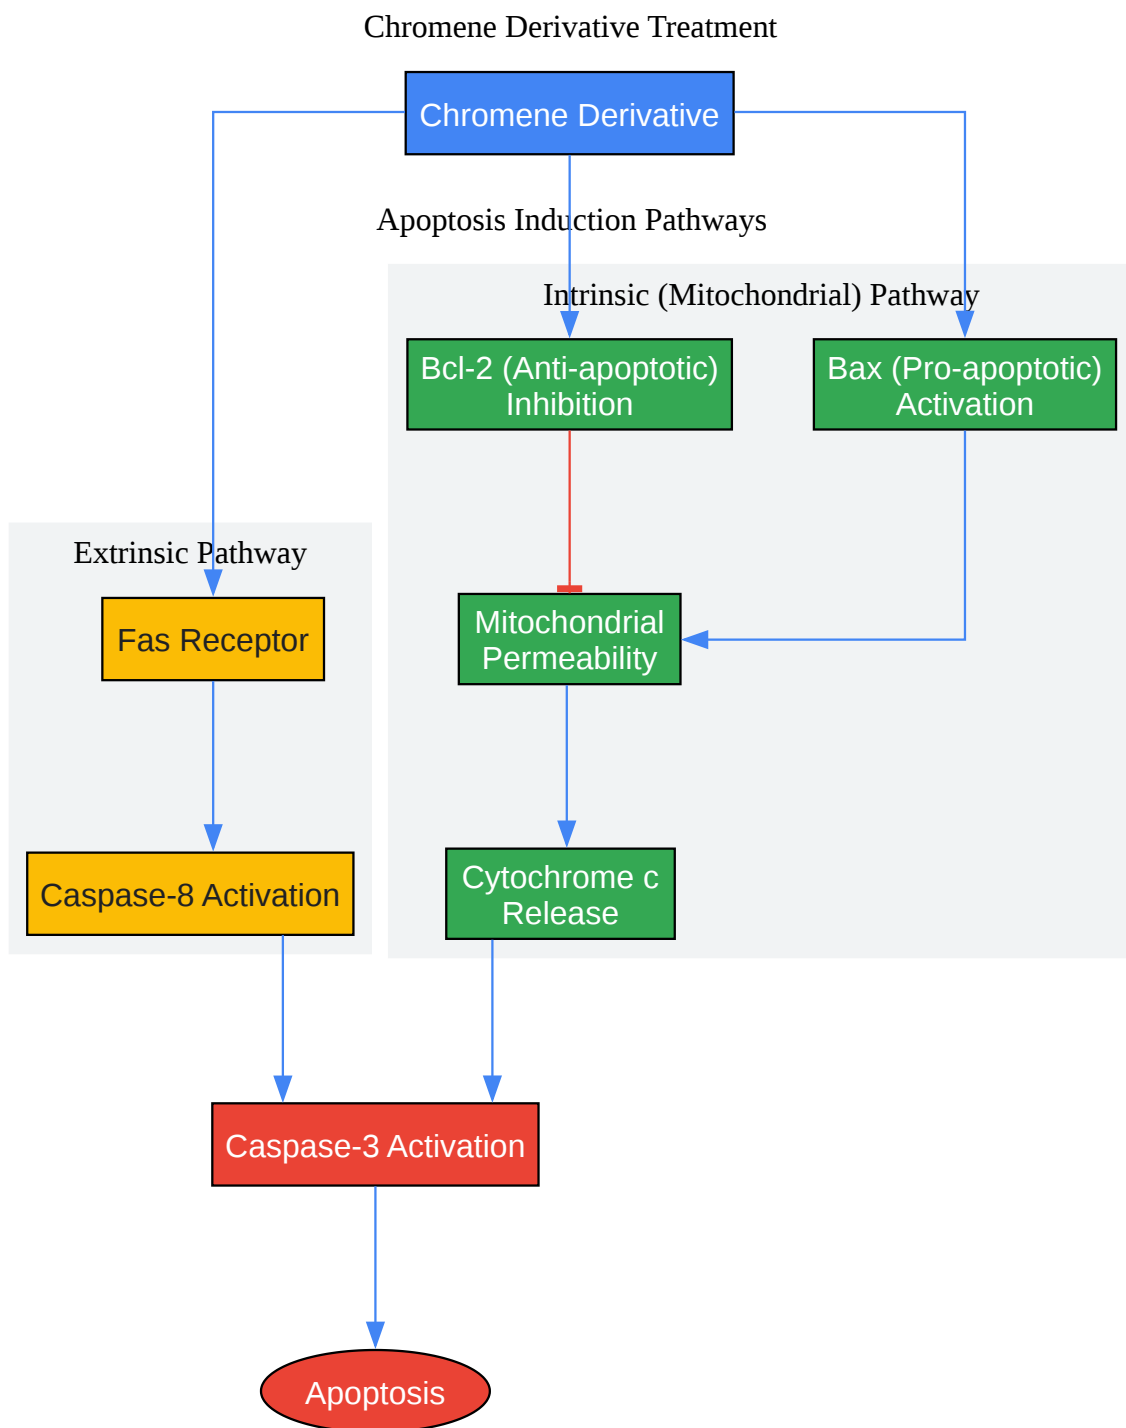 Chromene Derivative Treatment
Chromene Derivative
Apoptosis Induction Pathways
Intrinsic (Mitochondrial) Pathway
Bcl-2 (Anti-apoptotic)
Inhibition
Bax (Pro-apoptotic)
Activation
Extrinsic Pathway
Fas Receptor
Mitochondrial
Permeability
Caspase-8 Activation
Cytochrome c
Release
Caspase-3 Activation
Apoptosis